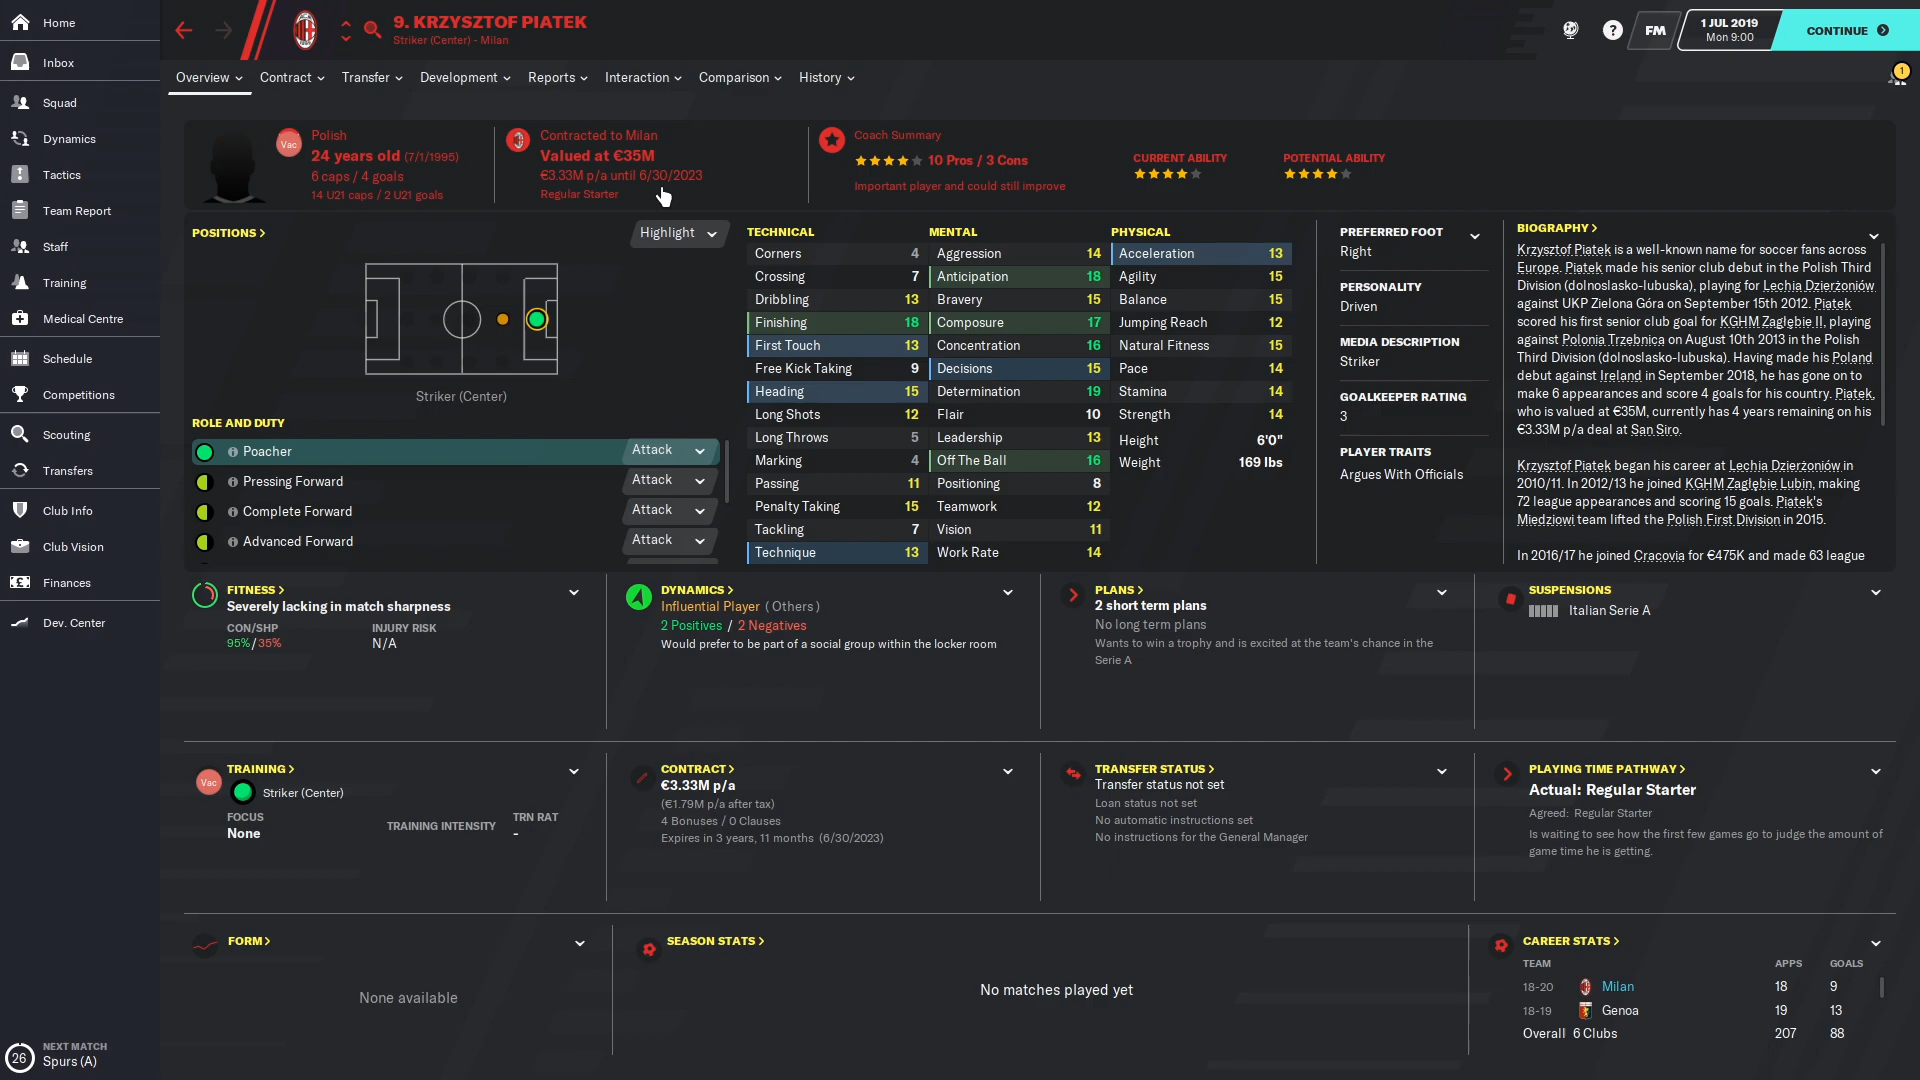 Home
Inbox
Squad
Dynamics
Tactics
Team Report
Staff
Training
Medical Centre
Schedule
Competitions
Scouting
Transfers
Club Info
Club Vision
Finances
Dev. Center
26
NEXT MATCH
Spurs (A)
9. KRZYSZTOF PIATEK
Striker (Center) - Milan
?
FM
1 JUL 2019
Mon 9:00
CONTINUE
1
Overview Contract Transfer Development Reports Interaction Comparison History
Vac
Polish
24 years old (7/1/1995)
6 caps / 4 goals
14 U21 caps / 2 U21 goals
Contracted to Milan
Valued at €35M
€3.33M p/a until 6/30/2023
Regular Starter
Coach Summary
10 Pros / 3 Cons
Important player and could still improve
CURRENT ABILITY
POTENTIAL ABILITY
POSITIONS >
Highlight
Striker (Center)
ROLE AND DUTY
Poacher Attack
Pressing Forward Attack
Complete Forward Attack
Advanced Forward Attack
TECHNICAL
Corners 4
Crossing 7
Dribbling 13
Finishing 18
First Touch 13
Free Kick Taking 9
Heading 15
Long Shots 12
Long Throws 5
Marking 4
Passing 11
Penalty Taking 15
Tackling 7
Technique 13
MENTAL
Aggression 14
Anticipation 18
Bravery 15
Composure 17
Concentration 16
Decisions 15
Determination 19
Flair 10
Leadership 13
Off The Ball 16
Positioning 8
Teamwork 12
Vision 11
Work Rate 14
PHYSICAL
Acceleration 13
Agility 15
Balance 15
Jumping Reach 12
Natural Fitness 15
Pace 14
Stamina 14
Strength 14
Height 6'0"
Weight 169 lbs
PREFERRED FOOT
Right
PERSONALITY
Driven
MEDIA DESCRIPTION
Striker
GOALKEEPER RATING
3
PLAYER TRAITS
Argues With Officials
BIOGRAPHY >
Krzysztof Piatek is a well-known name for soccer fans across
Europe. Piatek made his senior club debut in the Polish Third
Division (dolnoslasko-lubuska), playing for Lechia Dzierżoniów
against UKP Zielona Góra on September 15th 2012. Piatek
scored his first senior club goal for KGHM Zagłębie II, playing
against Polonia Trzebnica on August 10th 2013 in the Polish
Third Division (dolnoslasko-lubuska). Having made his Poland
debut against Ireland in September 2018, he has gone on to
make 6 appearances and score 4 goals for his country. Piatek,
who is valued at €35M, currently has 4 years remaining on his
€3.33M p/a deal at San Siro.
Krzysztof Piatek began his career at Lechia Dzierżoniów in
2010/11. In 2012/13 he joined KGHM Zagłębie Lubin, making
72 league appearances and scoring 15 goals. Piatek's
Miedziowi team lifted the Polish First Division in 2015.
In 2016/17 he joined Cracovia for €475K and made 63 league
FITNESS >
Severely lacking in match sharpness
CON/SHP INJURY RISK
95%/35% N/A
DYNAMICS >
Influential Player (Others)
2 Positives / 2 Negatives
Would prefer to be part of a social group within the locker room
PLANS >
2 short term plans
No long term plans
Wants to win a trophy and is excited at the team's chance in the
Serie A
SUSPENSIONS
Italian Serie A
Vac
TRAINING >
Striker (Center)
FOCUS TRAINING INTENSITY TRN RAT
None -
CONTRACT >
€3.33M p/a
(€1.79M p/a after tax)
4 Bonuses / 0 Clauses
Expires in 3 years, 11 months (6/30/2023)
TRANSFER STATUS >
Transfer status not set
Loan status not set
No automatic instructions set
No instructions for the General Manager
PLAYING TIME PATHWAY >
Actual: Regular Starter
Agreed: Regular Starter
Is waiting to see how the first few games go to judge the amount of
game time he is getting.
FORM >
None available
SEASON STATS >
No matches played yet
CAREER STATS >
TEAM APPS GOALS
18-20 Milan 18 9
18-19 Genoa 19 13
Overall 6 Clubs 207 88